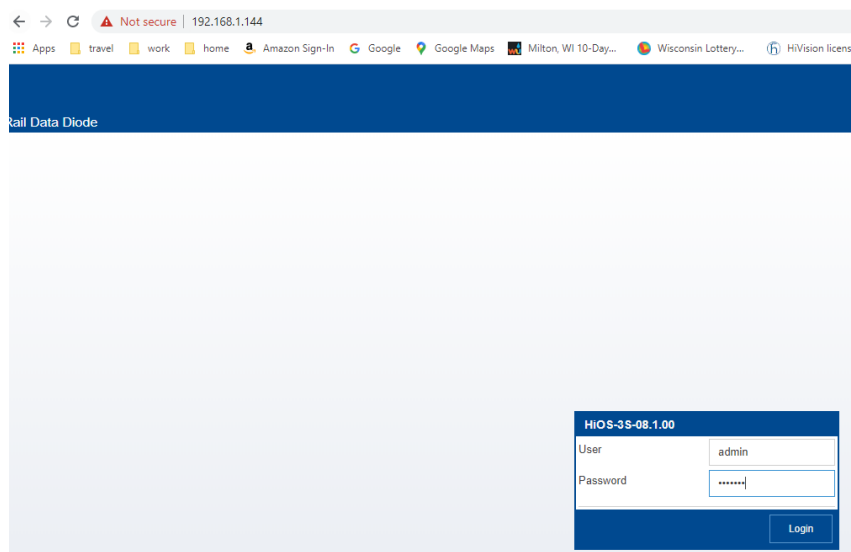 Not secure | 192.168.1.144
Apps travel work home Amazon Sign-In Google Google Maps Milton, WI 10-Day... Wisconsin Lottery... HiVision licens
Rail Data Diode
HiOS-3S-08.1.00
User admin
Password •••••••
Login